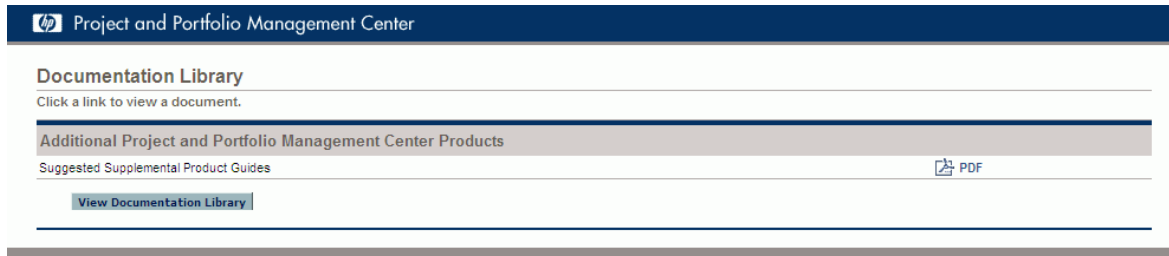 hp Project and Portfolio Management Center
Documentation Library
Click a link to view a document.
Additional Project and Portfolio Management Center Products
Suggested Supplemental Product Guides PDF
View Documentation Library